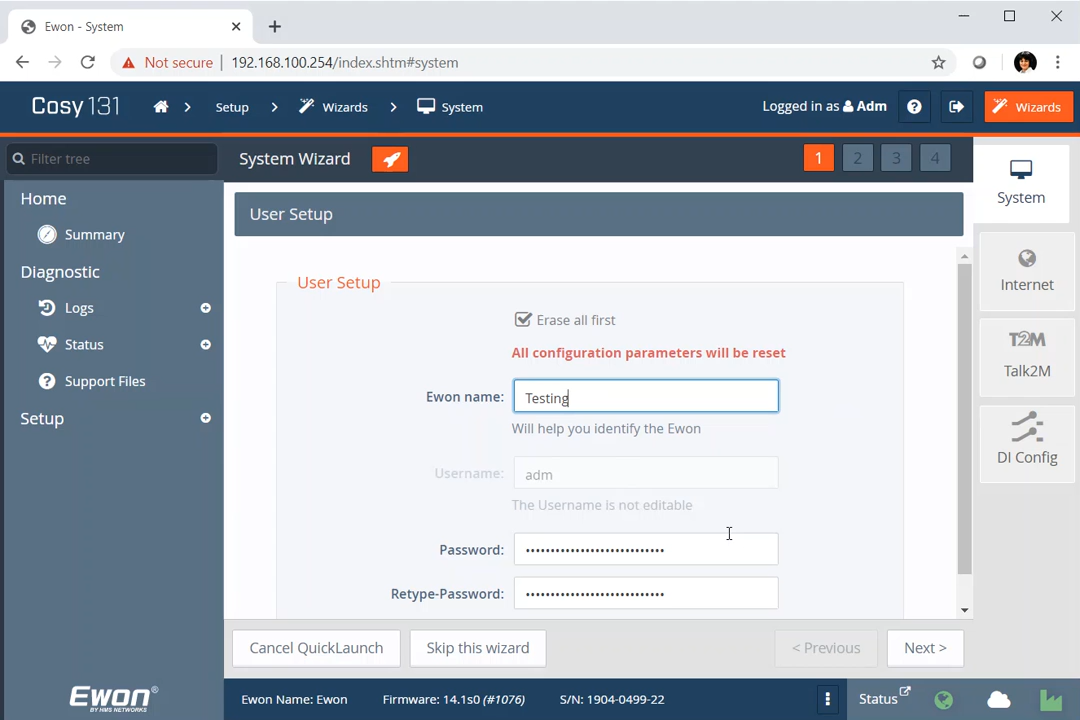 Ewon - System
Not secure | 192.168.100.254/index.shtm#system
Cosy 131
Setup
Wizards
System
Logged in as Adm
Wizards
Filter tree
System Wizard
1 2 3 4
Home
Summary
Diagnostic
Logs
Status
Support Files
Setup
User Setup
User Setup
Erase all first
All configuration parameters will be reset
Ewon name: Testing
Will help you identify the Ewon
Username: adm
The Username is not editable
Password: ••••••••••••••••••••••••••••
Retype-Password: ••••••••••••••••••••••••••••
System
Internet
T2M
Talk2M
DI Config
Cancel QuickLaunch
Skip this wizard
< Previous
Next >
Ewon®
BY HMS NETWORKS
Ewon Name: Ewon
Firmware: 14.1s0 (#1076)
S/N: 1904-0499-22
Status